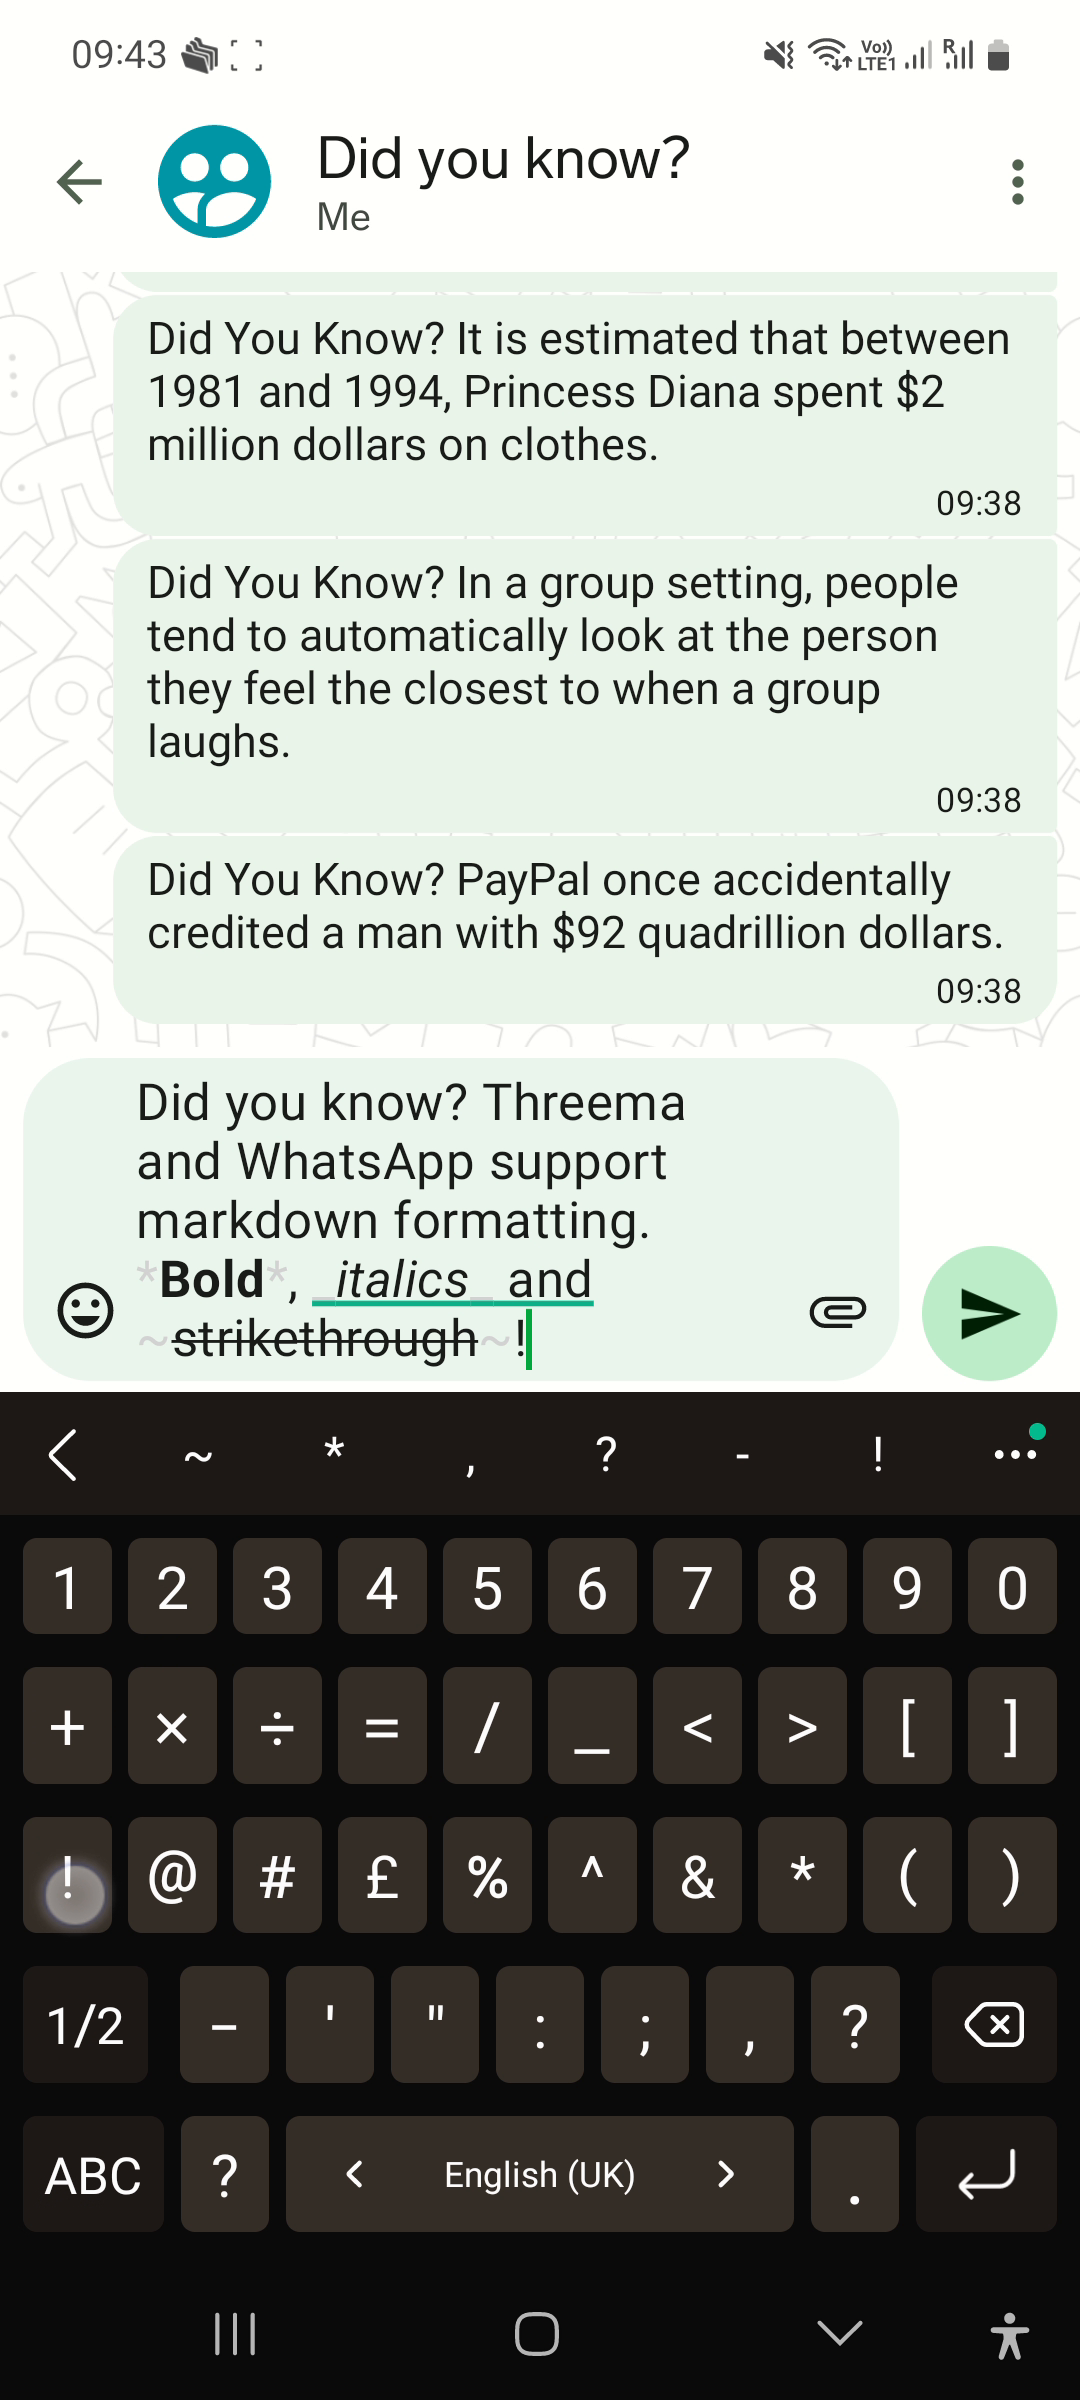 09:43
Vo))
LTE1
R
Did you know?
Me
Did You Know? It is estimated that between
1981 and 1994, Princess Diana spent $2
million dollars on clothes.
09:38
Did You Know? In a group setting, people
tend to automatically look at the person
they feel the closest to when a group
laughs.
09:38
Did You Know? PayPal once accidentally
credited a man with $92 quadrillion dollars.
09:38
Did you know? Threema
and WhatsApp support
markdown formatting.
*Bold*, _italics_ and
~strikethrough~!
~ * , ? - ! ...
1 2 3 4 5 6 7 8 9 0
+ × ÷ = / _ < > [ ]
! @ # £ % ^ & * ( )
1/2 - ' " : ; , ?
ABC ? < English (UK) > .